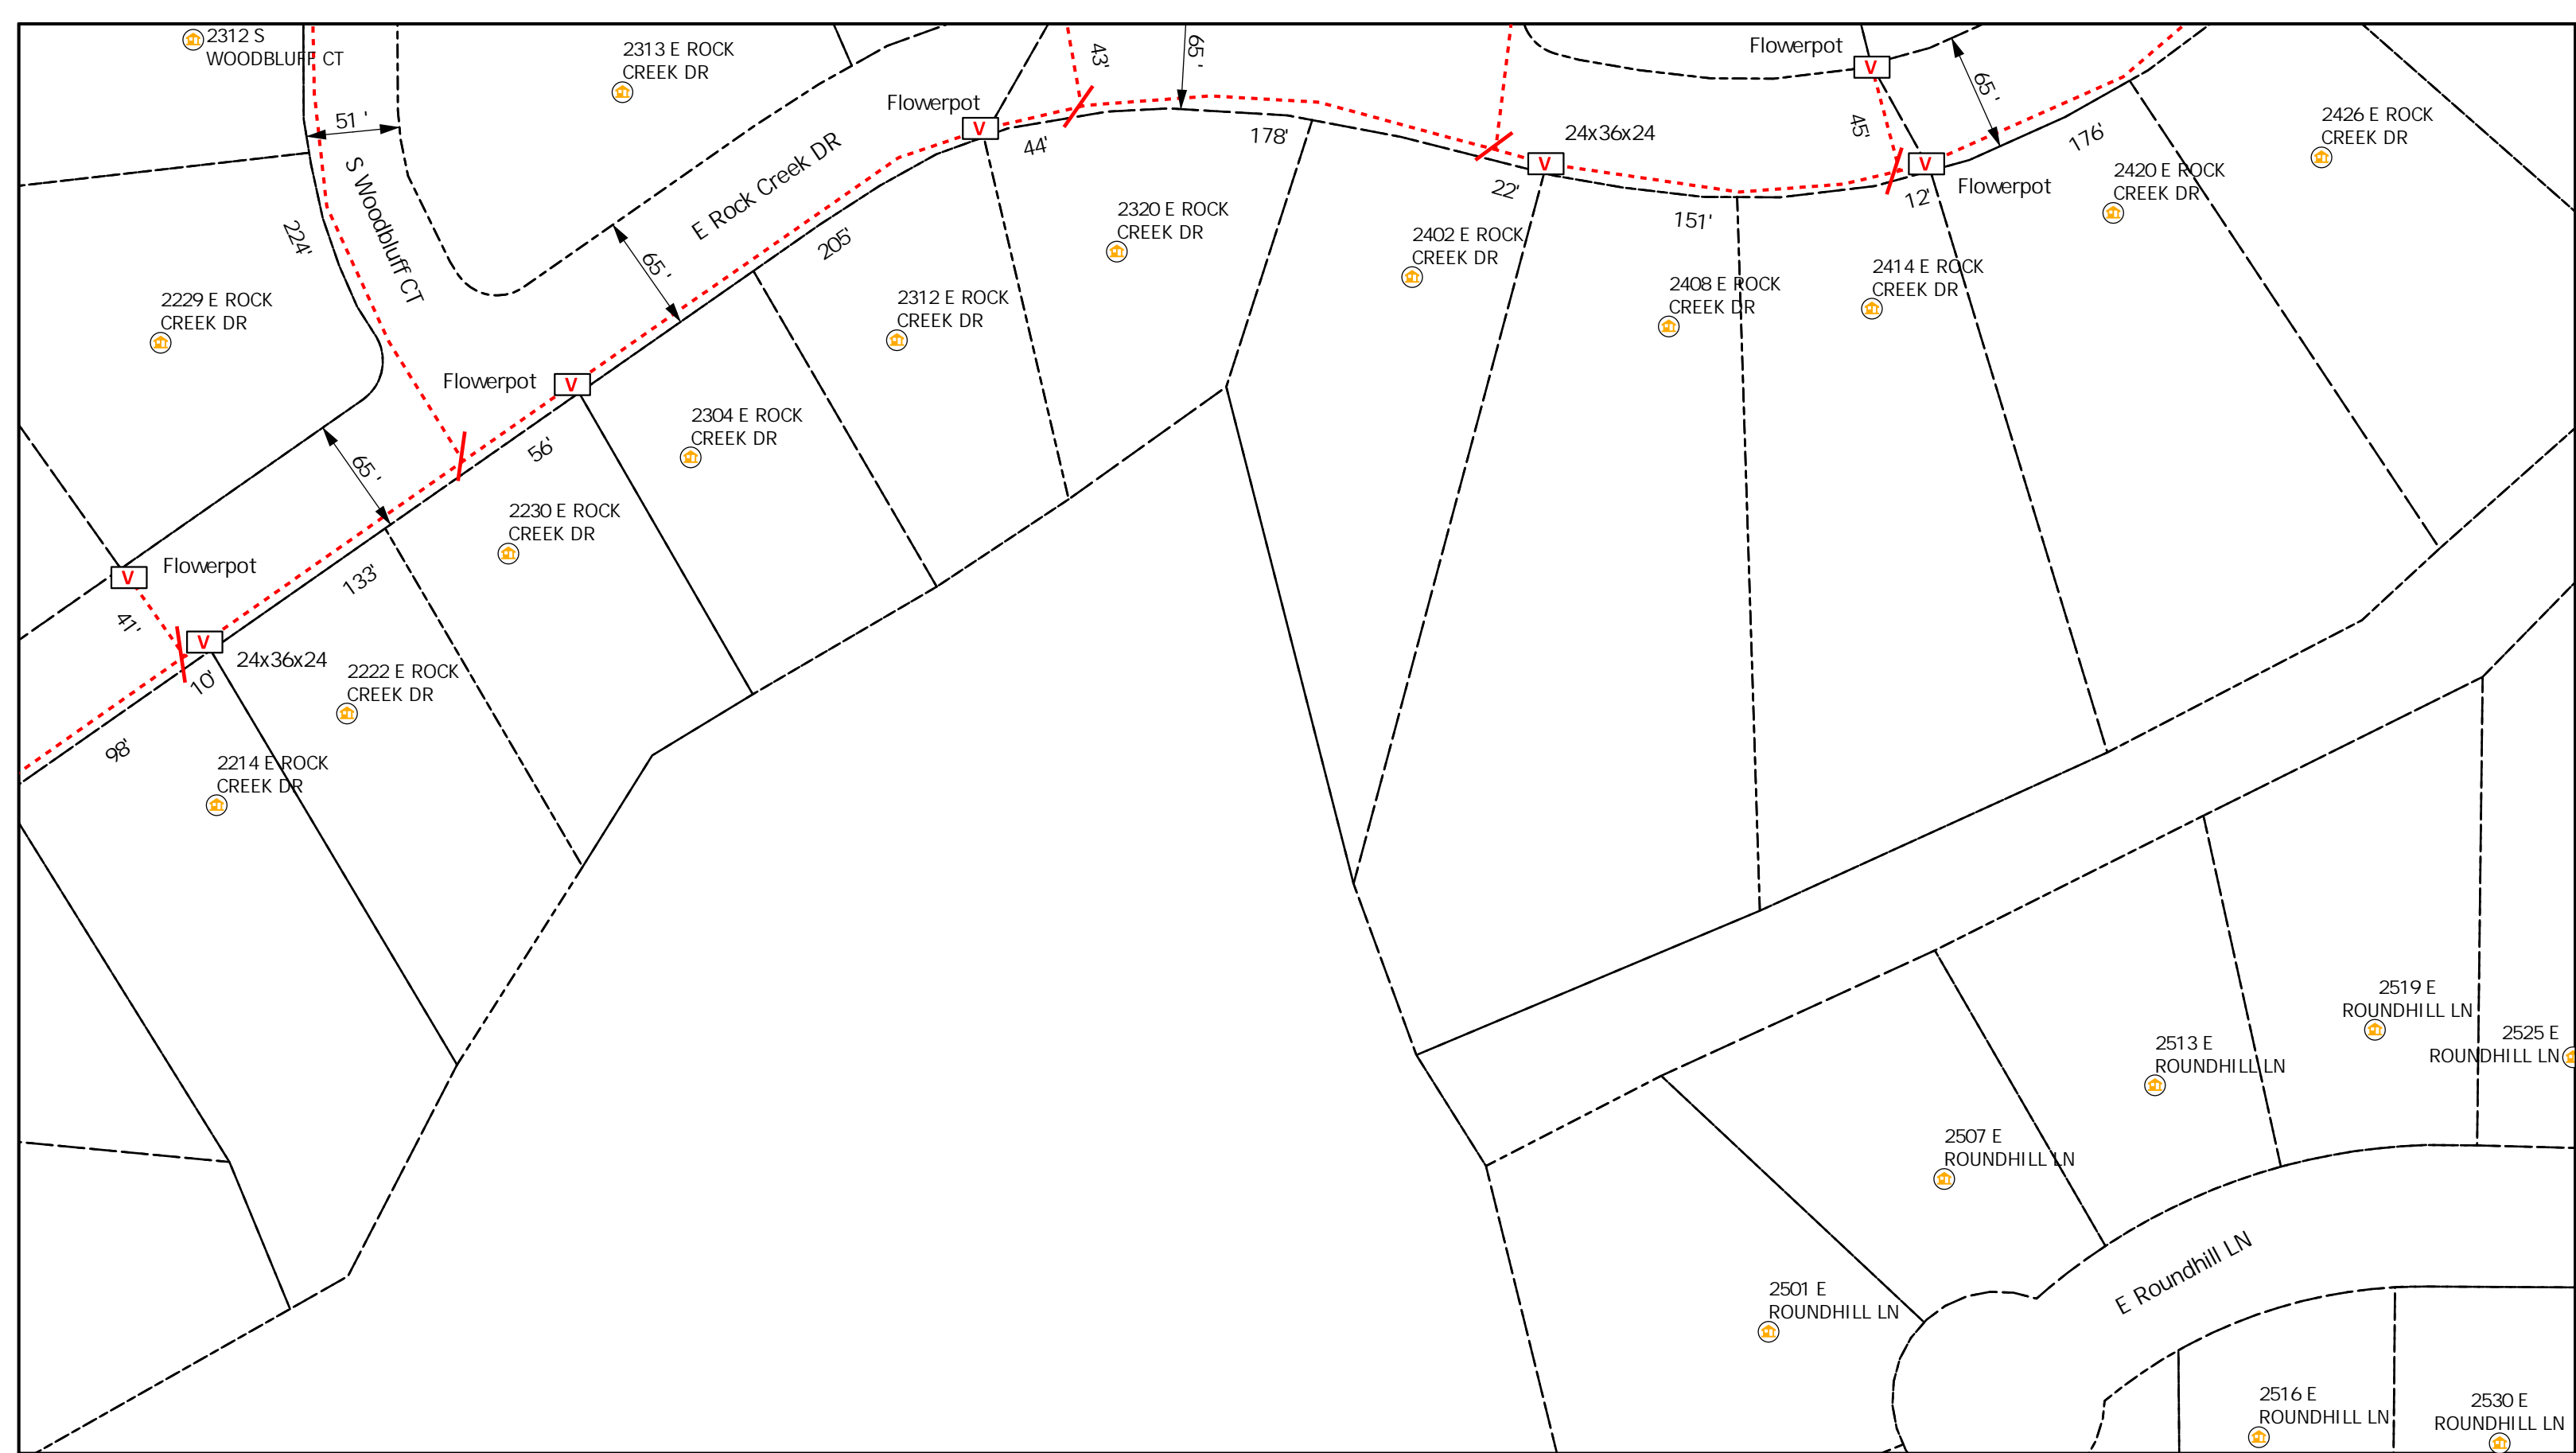 2312 S
WOODBLUFF CT
2313 E ROCK
CREEK DR
43'
65 '
Flowerpot
65 '
51 '
Flowerpot
44'
178'
24x36x24
22'
45'
12'
Flowerpot
176'
2426 E ROCK
CREEK DR
2420 E ROCK
CREEK DR
S Woodbluff CT
224'
E Rock Creek DR
205'
65 '
2320 E ROCK
CREEK DR
2402 E ROCK
CREEK DR
151'
2408 E ROCK
CREEK DR
2414 E ROCK
CREEK DR
2229 E ROCK
CREEK DR
2312 E ROCK
CREEK DR
Flowerpot
2304 E ROCK
CREEK DR
56'
65 '
2230 E ROCK
CREEK DR
Flowerpot
133'
41'
24x36x24
10'
2222 E ROCK
CREEK DR
98'
2214 E ROCK
CREEK DR
V
V
V
V
V
V
V
2519 E
ROUNDHILL LN
2525 E
ROUNDHILL LN
2513 E
ROUNDHILL LN
2507 E
ROUNDHILL LN
E Roundhill LN
2501 E
ROUNDHILL LN
2516 E
ROUNDHILL LN
2530 E
ROUNDHILL LN